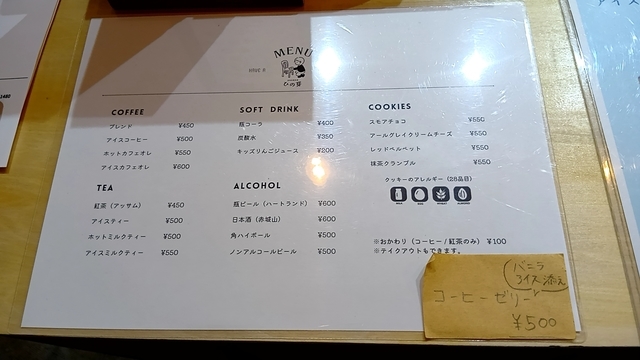 MENU
ひの芽
COFFEE
ブレンド ¥450
アイスコーヒー ¥500
ホットカフェオレ ¥550
アイスカフェオレ ¥600
TEA
紅茶（アッサム） ¥450
アイスティー ¥500
ホットミルクティー ¥500
アイスミルクティー ¥550
SOFT DRINK
瓶コーラ ¥400
炭酸水 ¥350
キッズりんごジュース ¥200
ALCOHOL
瓶ビール（ハートランド） ¥600
日本酒（赤城山） ¥600
角ハイボール ¥500
ノンアルコールビール ¥500
COOKIES
スモアチョコ ¥550
アールグレイクリームチーズ ¥550
レッドベルベット ¥550
抹茶クランブル ¥550
クッキーのアレルギー（28品目）
※おかわり（コーヒー / 紅茶のみ） ¥100
※テイクアウトもできます。
バニラ
アイス添え
コーヒーゼリー
¥500